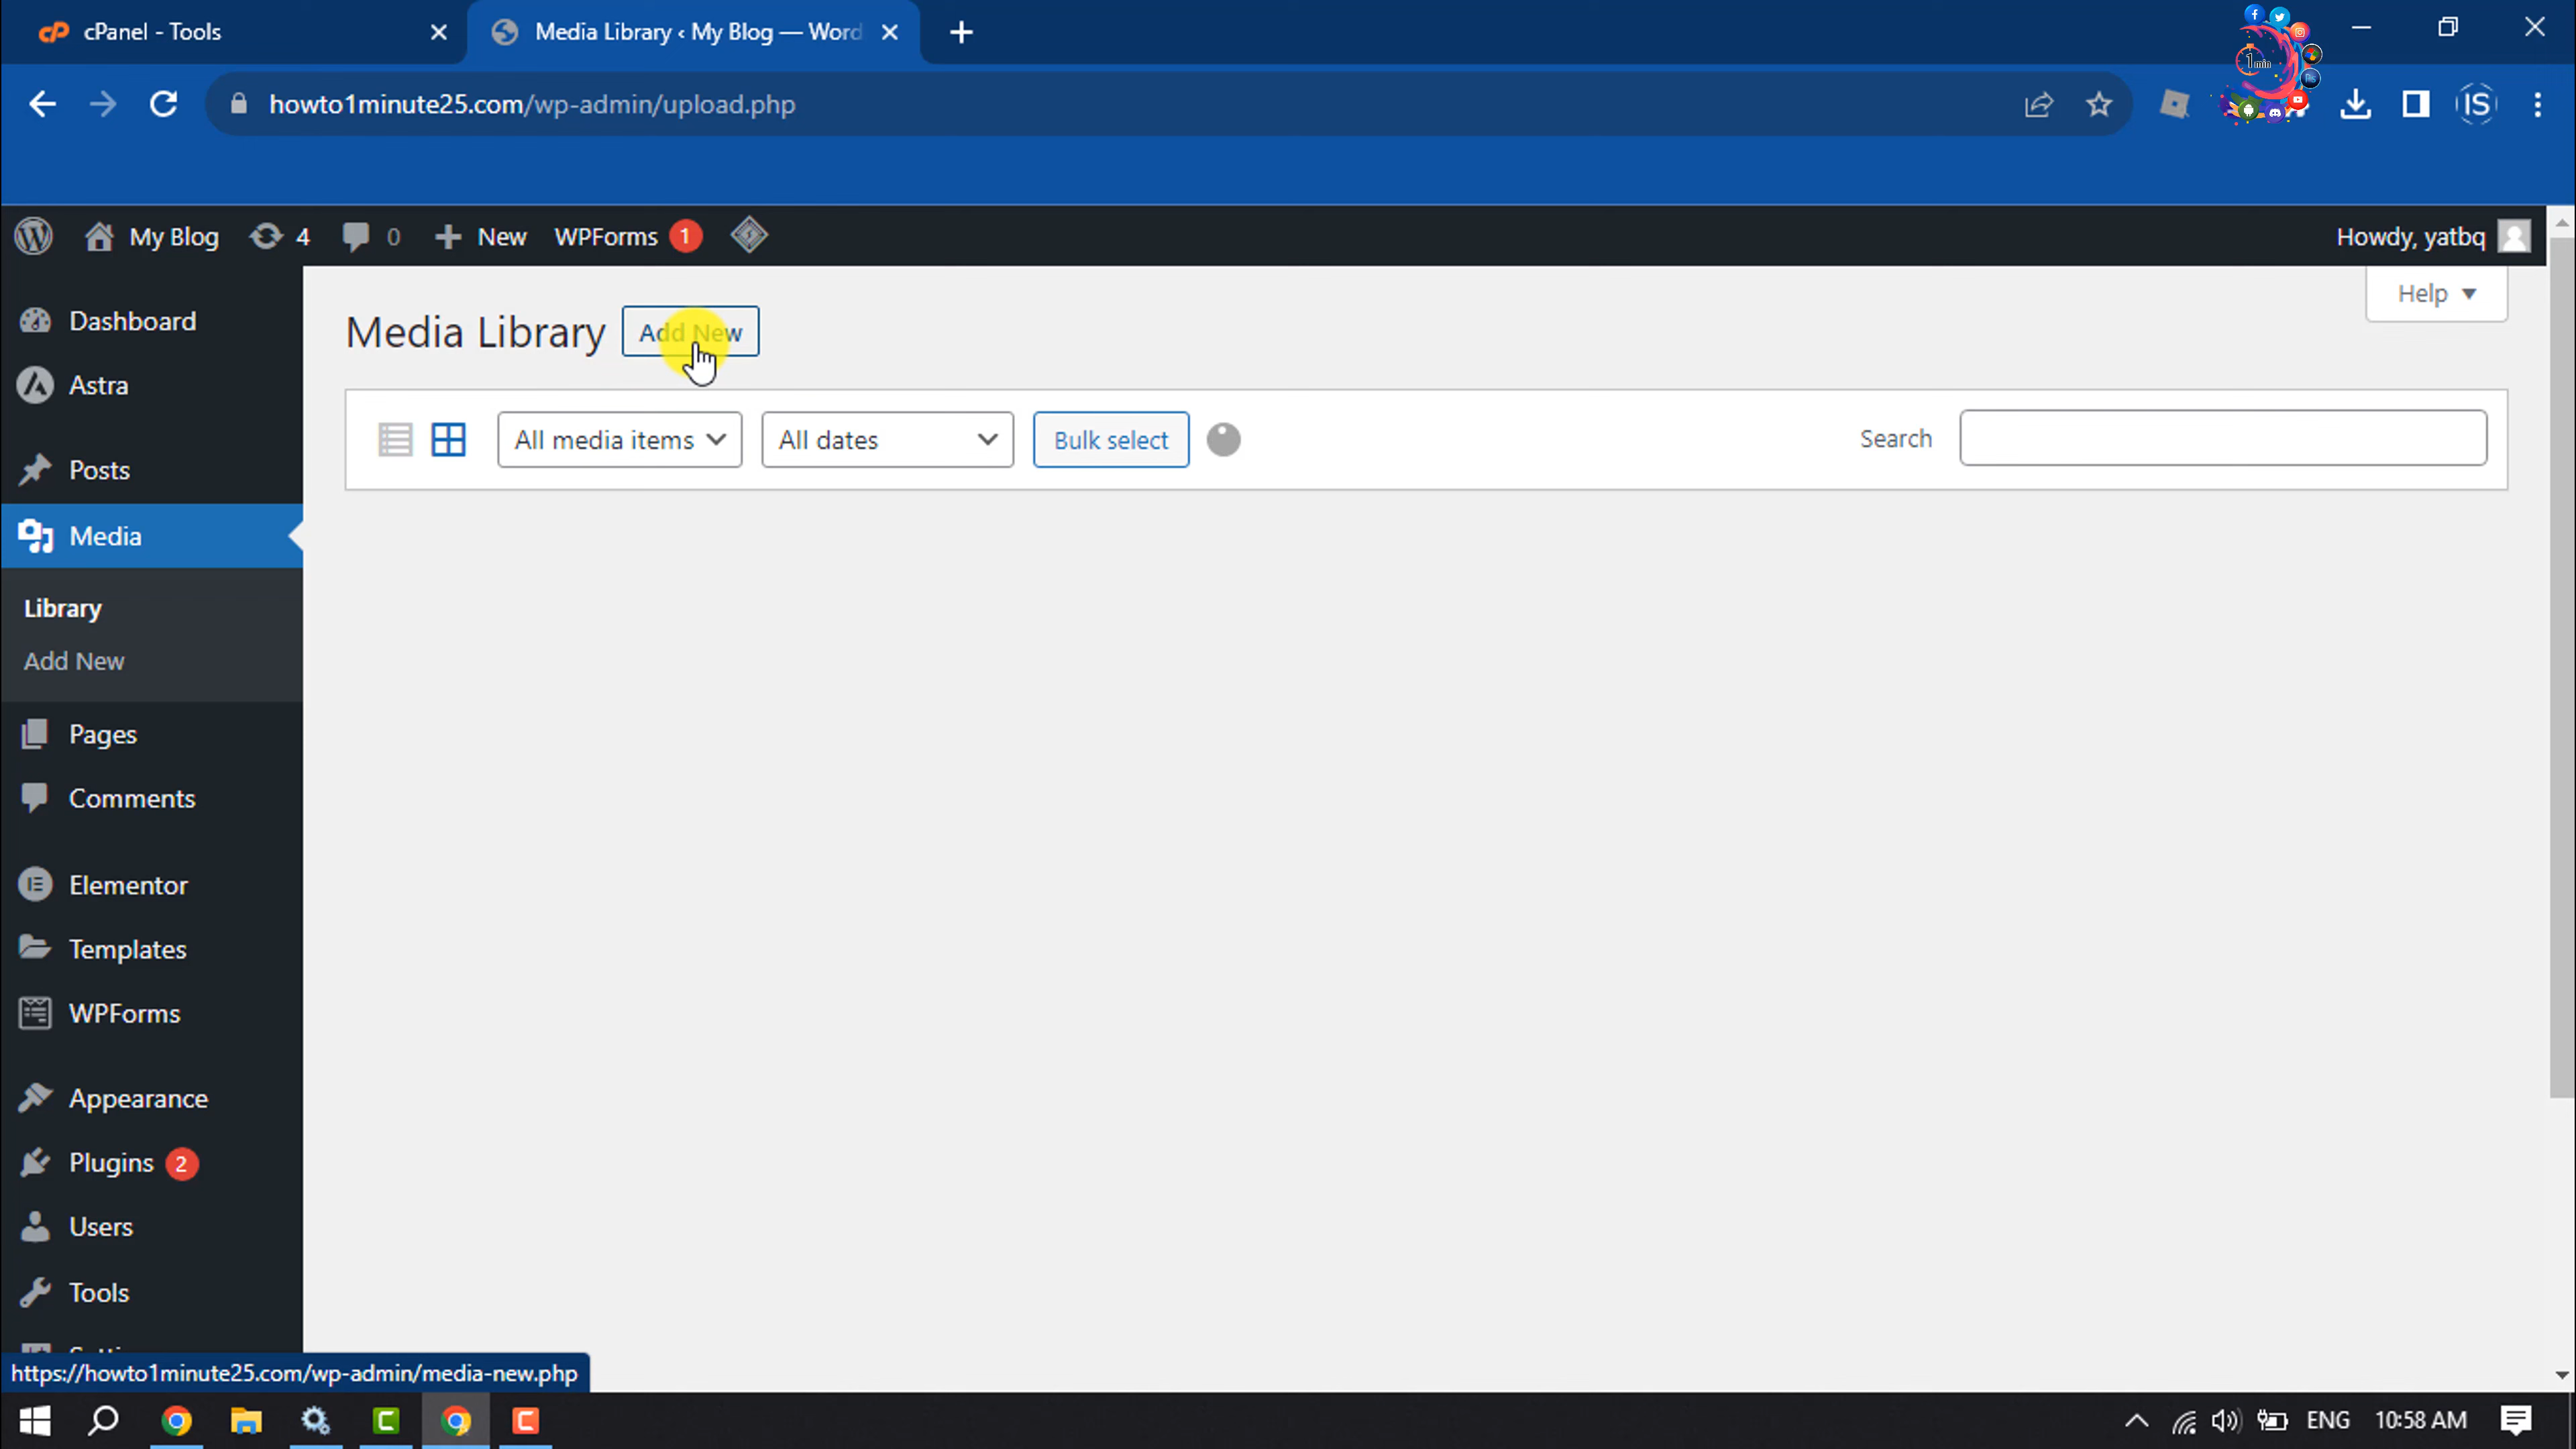 cPanel - Tools
Media Library ‹ My Blog — Word
howto1minute25.com/wp-admin/upload.php
IS
1 min
My Blog
4
0
New
WPForms 1
Howdy, yatbq
Help
Dashboard
Astra
Posts
Media
Library
Add New
Pages
Comments
Elementor
Templates
WPForms
Appearance
Plugins 2
Users
Tools
Media Library
Add New
All media items
All dates
Bulk select
Search
https://howto1minute25.com/wp-admin/media-new.php
ENG
10:58 AM